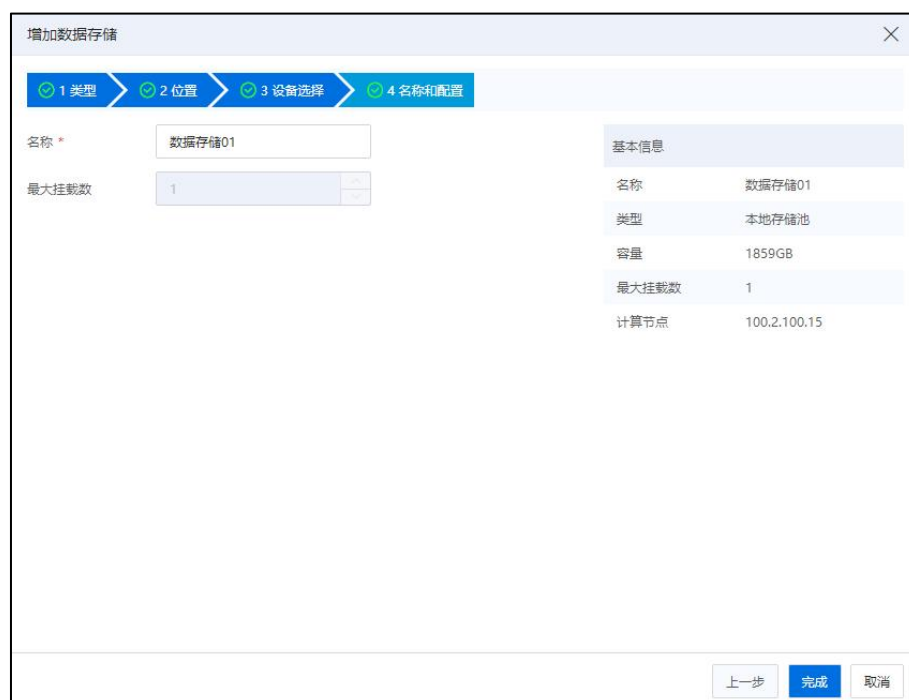 增加数据存储
1 类型 2 位置 3 设备选择 4 名称和配置
名称 * 数据存储01
最大挂载数 1
基本信息
名称 数据存储01
类型 本地存储池
容量 1859GB
最大挂载数 1
计算节点 100.2.100.15
上一步 完成 取消